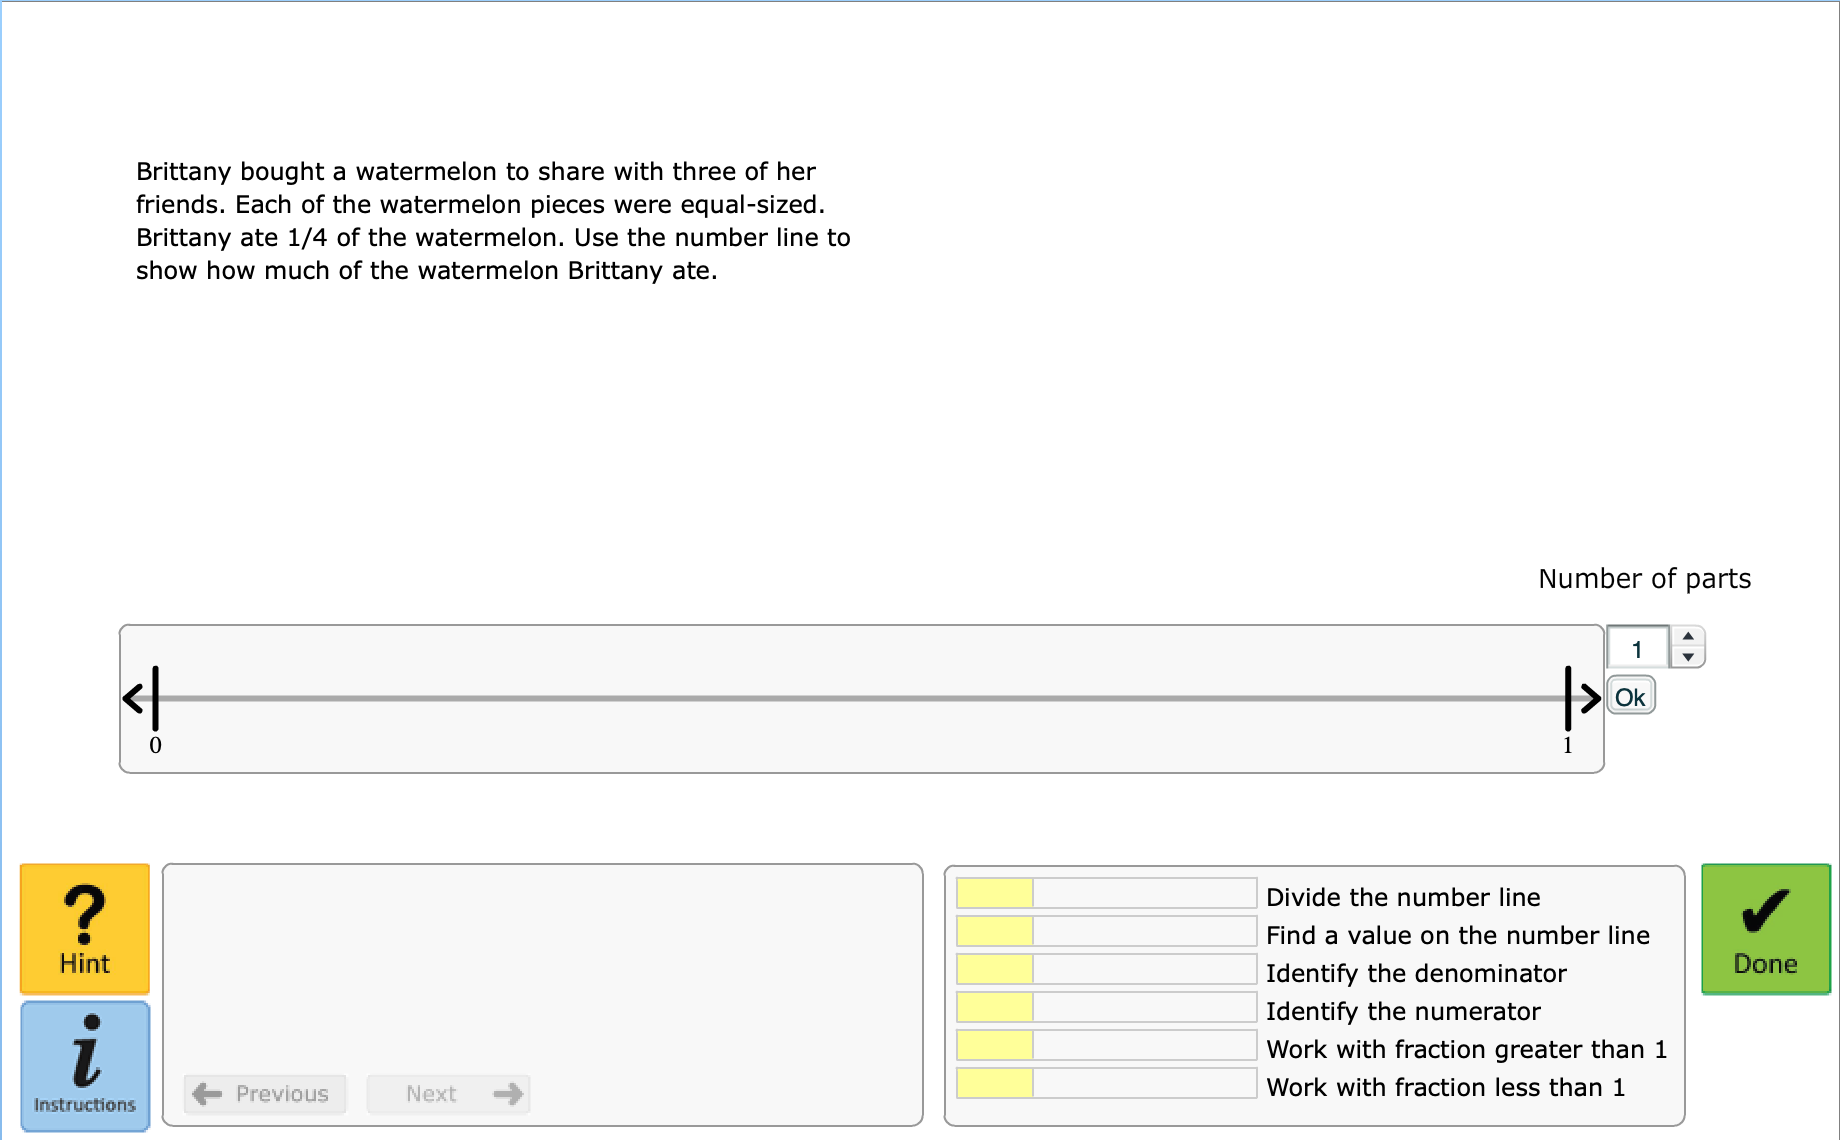 Brittany bought a watermelon to share with three of her
friends. Each of the watermelon pieces were equal-sized.
Brittany ate 1/4 of the watermelon. Use the number line to
show how much of the watermelon Brittany ate.
Number of parts
1
Ok
0
1
?
Hint
i
Instructions
Previous
Next
Divide the number line
Find a value on the number line
Identify the denominator
Identify the numerator
Work with fraction greater than 1
Work with fraction less than 1
Done